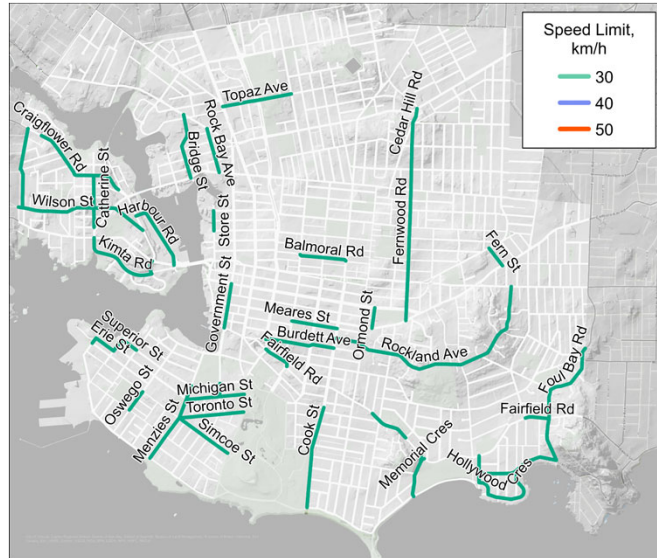 Speed Limit,
km/h
30
40
50
Topaz Ave
Cedar Hill Rd
Rock Bay Ave
Bridge St
Craigflower Rd
Catherine St
Wilson St
Harbour Rd
Kimta Rd
Store St
Fernwood Rd
Balmoral Rd
Fern St
Government St
Meares St
Ormond St
Burdett Ave
Rockland Ave
Fairfield Rd
Foul Bay Rd
Superior St
Erie St
Oswego St
Michigan St
Toronto St
Menzies St
Simcoe St
Cook St
Memorial Cres
Fairfield Rd
Hollywood Cres